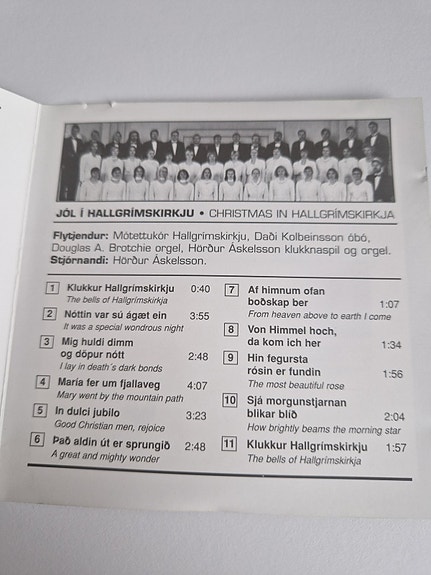 JÓL Í HALLGRÍMSKIRKJU • CHRISTMAS IN HALLGRÍMSKIRKJA
Flytjendur: Mótettukór Hallgrímskirkju, Daði Kolbeinsson óbó,
Douglas A. Brotchie orgel, Hörður Áskelsson klukknaspil og orgel.
Stjórnandi: Hörður Áskelsson.
1 Klukkur Hallgrímskirkju 0:40
The bells of Hallgrímskirkja
2 Nóttin var sú ágæt ein 3:55
It was a special wondrous night
3 Mig huldi dimm
og döpur nótt 2:48
I lay in death's dark bonds
4 María fer um fjallaveg 4:07
Mary went by the mountain path
5 In dulci jubilo 3:23
Good Christian men, rejoice
6 Það aldin út er sprungið 2:48
A great and mighty wonder
7 Af himnum ofan
boðskap ber 1:07
From heaven above to earth I come
8 Von Himmel hoch,
da kom ich her 1:34
9 Hin fegursta
rósin er fundin 1:56
The most beautiful rose
10 Sjá morgunstjarnan
blikar blíð 2:04
How brightly beams the morning star
11 Klukkur Hallgrímskirkju 1:57
The bells of Hallgrímskirkja